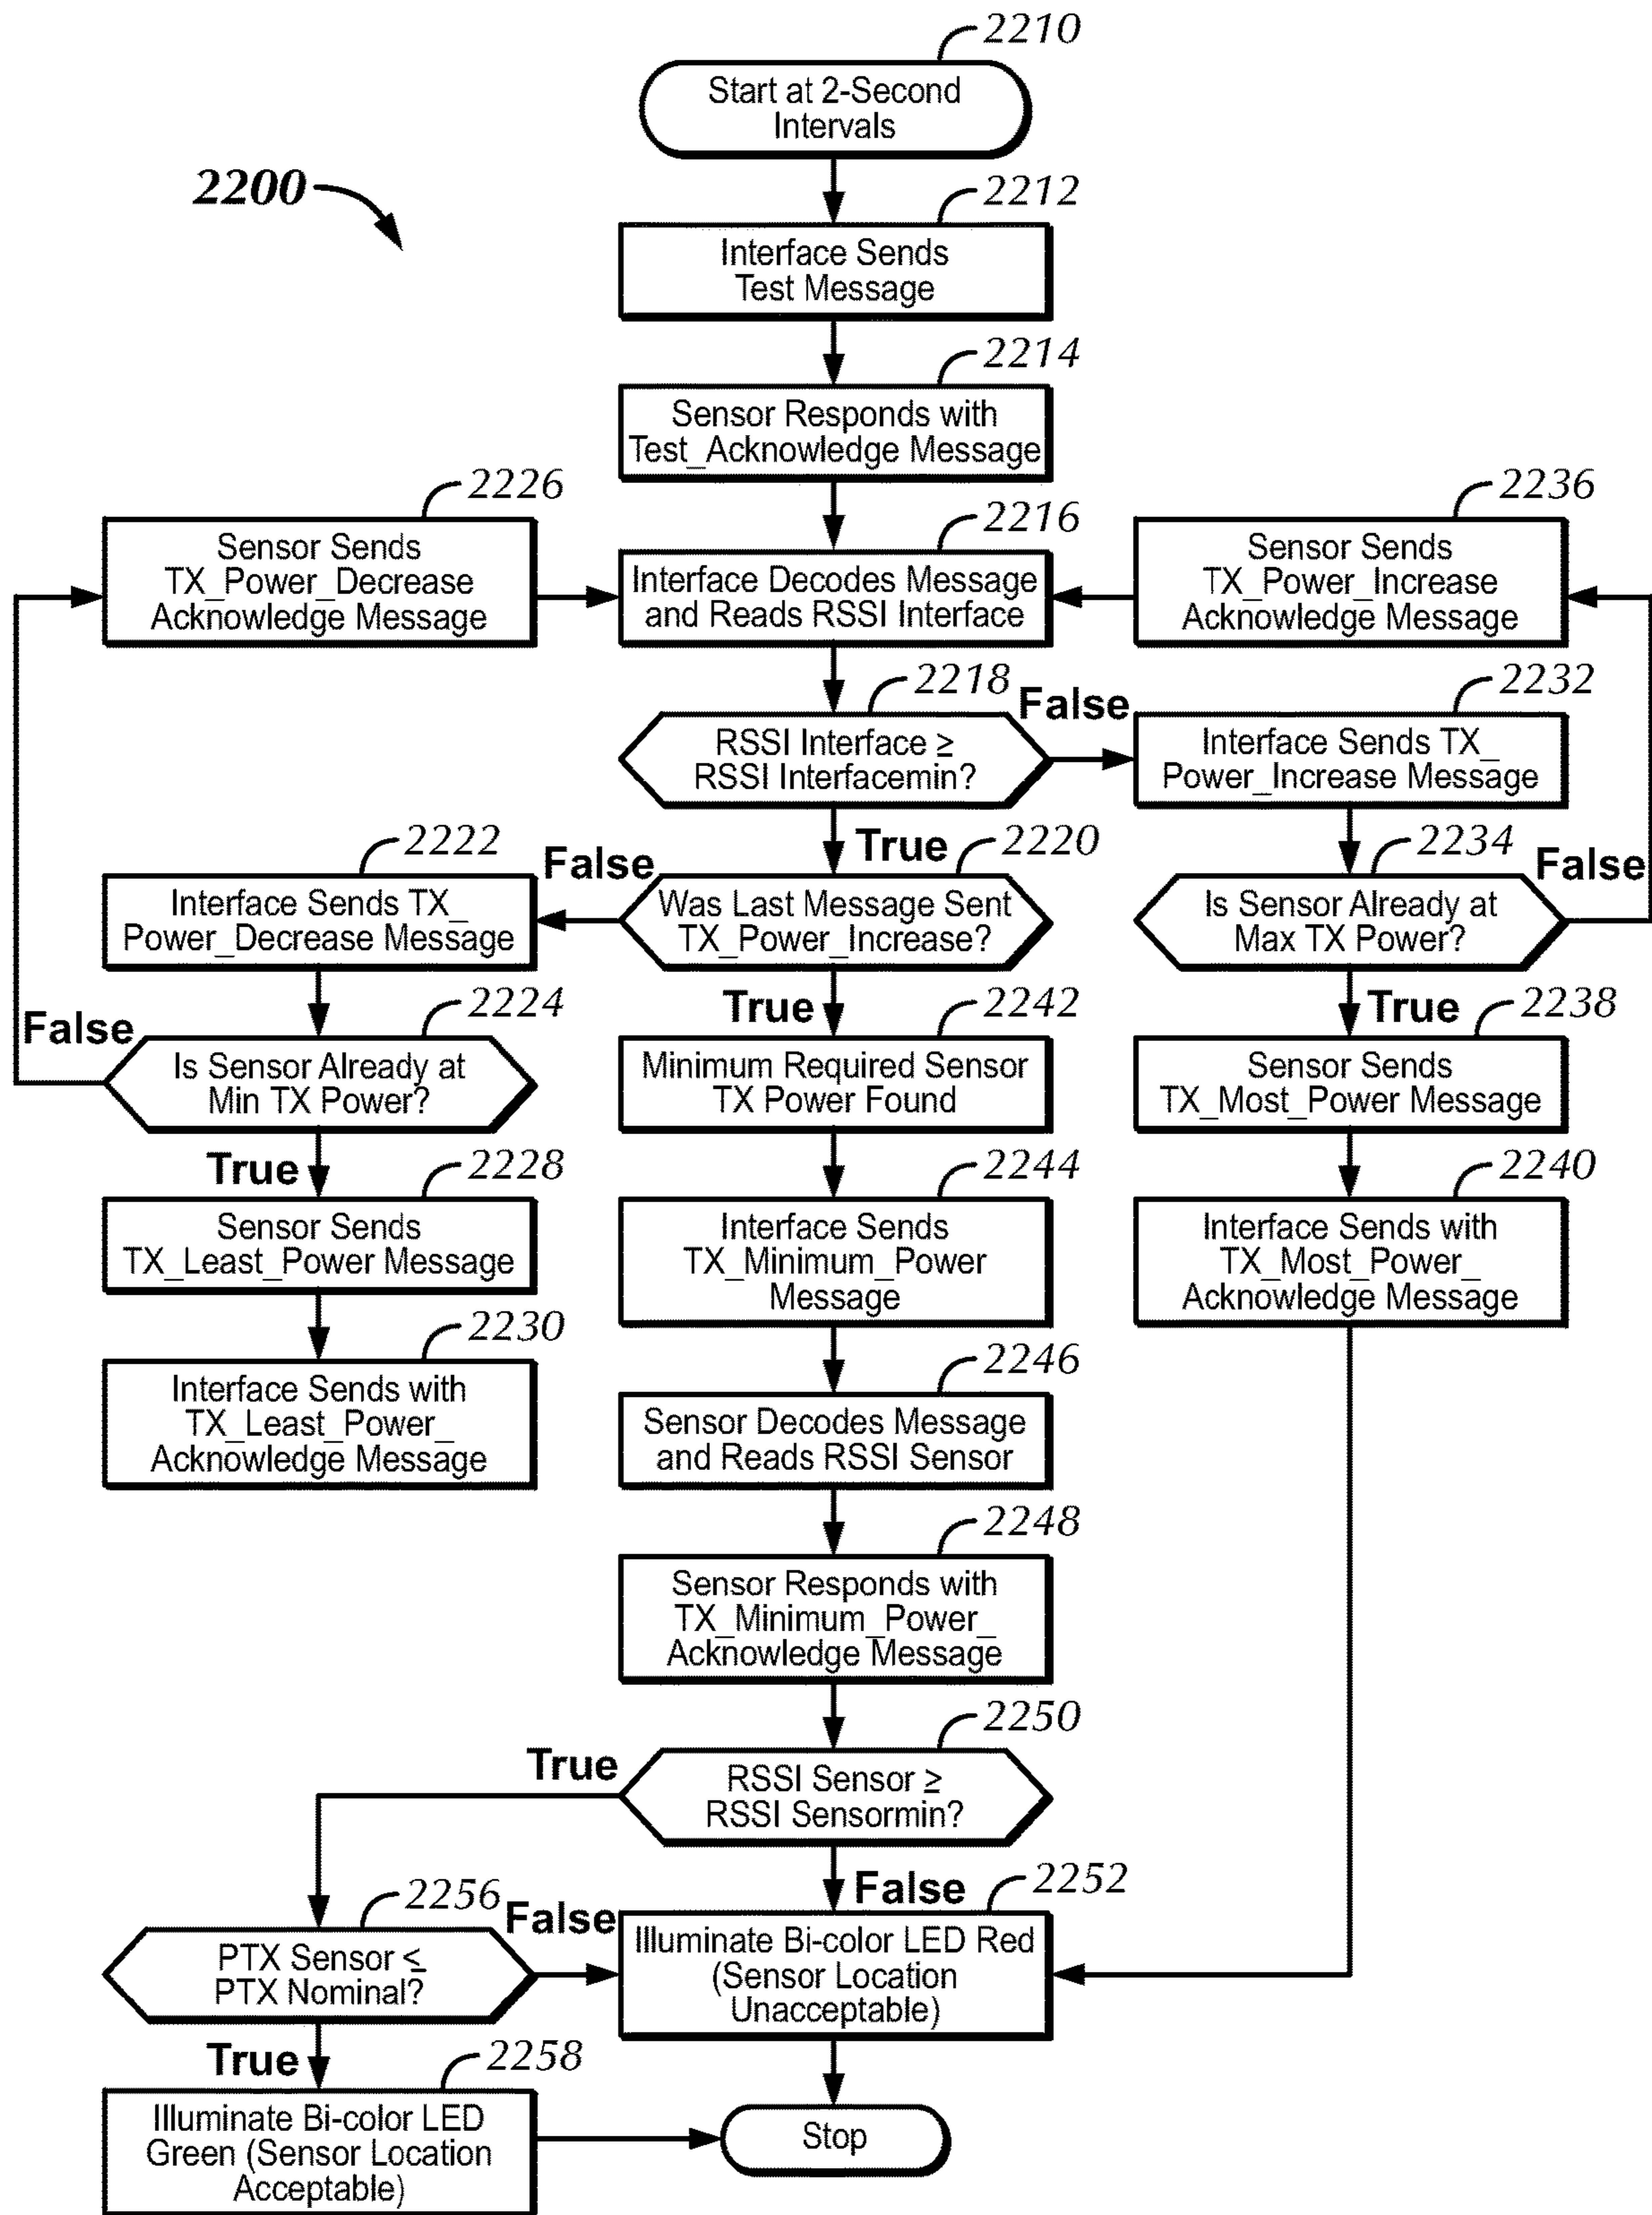 2210
Start at 2-Second
Intervals
2200
2212
Interface Sends
Test Message
2214
Sensor Responds with
Test_Acknowledge Message
2226
Sensor Sends
TX_Power_Decrease
Acknowledge Message
2216
Interface Decodes Message
and Reads RSSI Interface
2236
Sensor Sends
TX_Power_Increase
Acknowledge Message
2218
RSSI Interface ≥
RSSI Interfacemin?
False
2232
Interface Sends TX_
Power_Increase Message
True
2222
Interface Sends TX_
Power_Decrease Message
False
2220
Was Last Message Sent
TX_Power_Increase?
2234
Is Sensor Already at
Max TX Power?
False
True
2224
Is Sensor Already at
Min TX Power?
False
True
2242
Minimum Required Sensor
TX Power Found
True
2238
Sensor Sends
TX_Most_Power Message
2228
Sensor Sends
TX_Least_Power Message
2244
Interface Sends
TX_Minimum_Power
Message
2240
Interface Sends with
TX_Most_Power_
Acknowledge Message
2230
Interface Sends with
TX_Least_Power_
Acknowledge Message
2246
Sensor Decodes Message
and Reads RSSI Sensor
2248
Sensor Responds with
TX_Minimum_Power_
Acknowledge Message
2250
RSSI Sensor ≥
RSSI Sensormin?
True
False
2256
PTX Sensor ≤
PTX Nominal?
False
2252
Illuminate Bi-color LED Red
(Sensor Location
Unacceptable)
True
2258
Illuminate Bi-color LED
Green (Sensor Location
Acceptable)
Stop